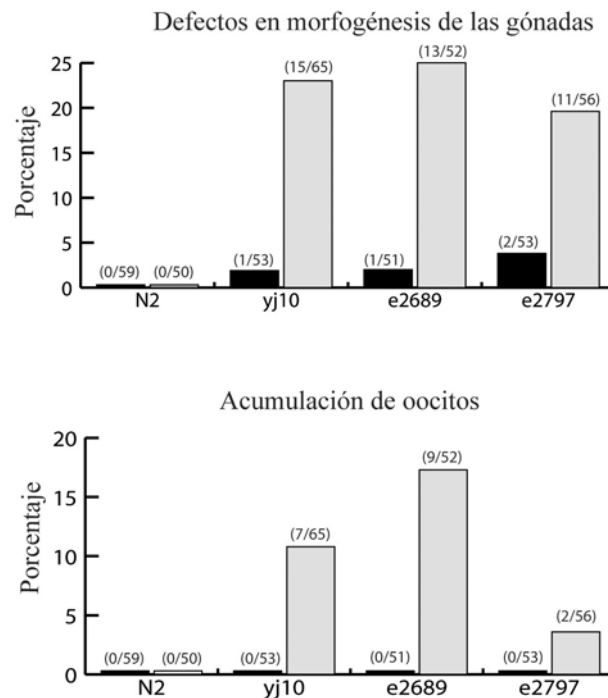 Defectos en morfogénesis de las gónadas
Porcentaje
25
20
15
10
5
0
(0/59) (0/50) (1/53) (15/65) (1/51) (13/52) (2/53) (11/56)
N2 yj10 e2689 e2797
Acumulación de oocitos
Porcentaje
20
15
10
5
0
(0/59) (0/50) (0/53) (7/65) (0/51) (9/52) (0/53) (2/56)
N2 yj10 e2689 e2797